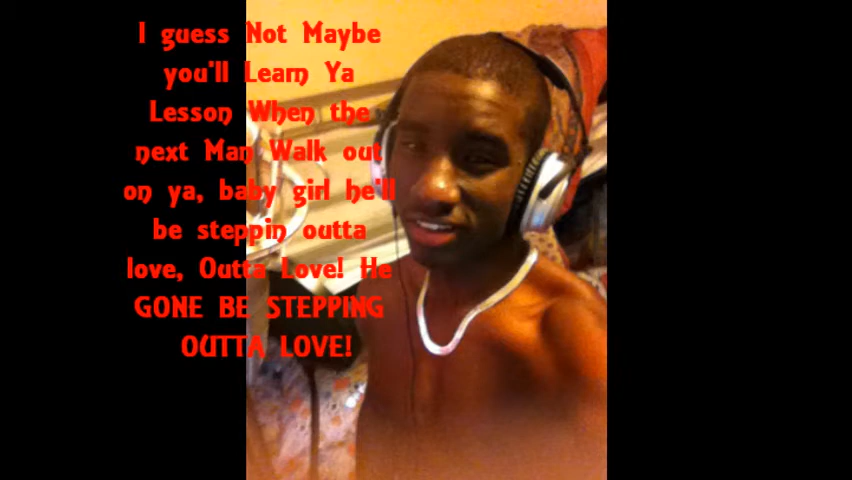 I guess Not Maybe
you'll Learn Ya
Lesson When the
next Man Walk out
on ya, baby girl he'll
be steppin outta
love, Outta Love! He
GONE BE STEPPING
OUTTA LOVE!